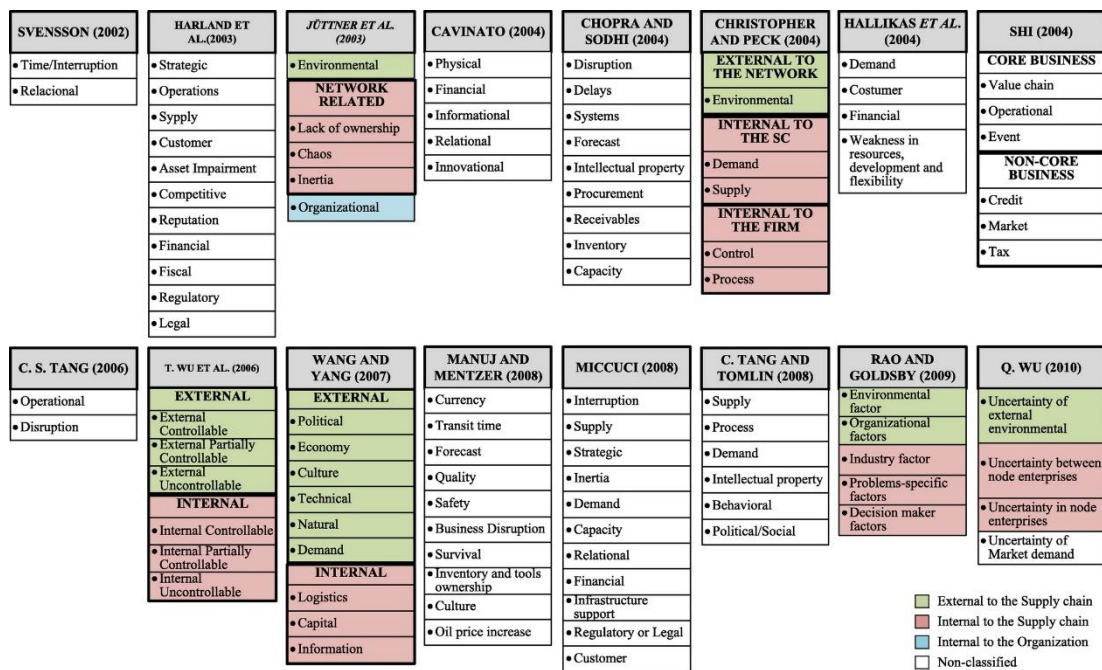 SVENSSON (2002)
• Time/Interruption
• Relacional
HARLAND ET
AL.(2003)
• Strategic
• Operations
• Sypply
• Customer
• Asset Impairment
• Competitive
• Reputation
• Financial
• Fiscal
• Regulatory
• Legal
JÜTTNER ET AL.
(2003)
• Environmental
NETWORK
RELATED
• Lack of ownership
• Chaos
• Inertia
• Organizational
CAVINATO (2004)
• Physical
• Financial
• Informational
• Relational
• Innovational
CHOPRA AND
SODHI (2004)
• Disruption
• Delays
• Systems
• Forecast
• Intellectual property
• Procurement
• Receivables
• Inventory
• Capacity
CHRISTOPHER
AND PECK (2004)
EXTERNAL TO
THE NETWORK
• Environmental
INTERNAL TO
THE SC
• Demand
• Supply
INTERNAL TO
THE FIRM
• Control
• Process
HALLIKAS ET AL.
(2004)
• Demand
• Costumer
• Financial
• Weakness in
resources,
development and
flexibility
SHI (2004)
CORE BUSINESS
• Value chain
• Operational
• Event
NON-CORE
BUSINESS
• Credit
• Market
• Tax
C. S. TANG (2006)
• Operational
• Disruption
T. WU ET AL. (2006)
EXTERNAL
• External
Controllable
• External Partially
Controllable
• External
Uncontrollable
INTERNAL
• Internal Controllable
• Internal Partially
Controllable
• Internal
Uncontrollable
WANG AND
YANG (2007)
EXTERNAL
• Political
• Economy
• Culture
• Technical
• Natural
• Demand
INTERNAL
• Logistics
• Capital
• Information
MANUJ AND
MENTZER (2008)
• Currency
• Transit time
• Forecast
• Quality
• Safety
• Business Disruption
• Survival
• Inventory and tools
ownership
• Culture
• Oil price increase
MICCUCI (2008)
• Interruption
• Supply
• Strategic
• Inertia
• Demand
• Capacity
• Relational
• Financial
• Infrastructure
support
• Regulatory or Legal
• Customer
C. TANG AND
TOMLIN (2008)
• Supply
• Process
• Demand
• Intellectual property
• Behavioral
• Political/Social
RAO AND
GOLDSBY (2009)
• Environmental
factor
• Organizational
factors
• Industry factor
• Problems-specific
factors
• Decision maker
factors
Q. WU (2010)
• Uncertainty of
external
environmental
• Uncertainty between
node enterprises
• Uncertainty in node
enterprises
• Uncertainty of
Market demand
External to the Supply chain
Internal to the Supply chain
Internal to the Organization
Non-classified